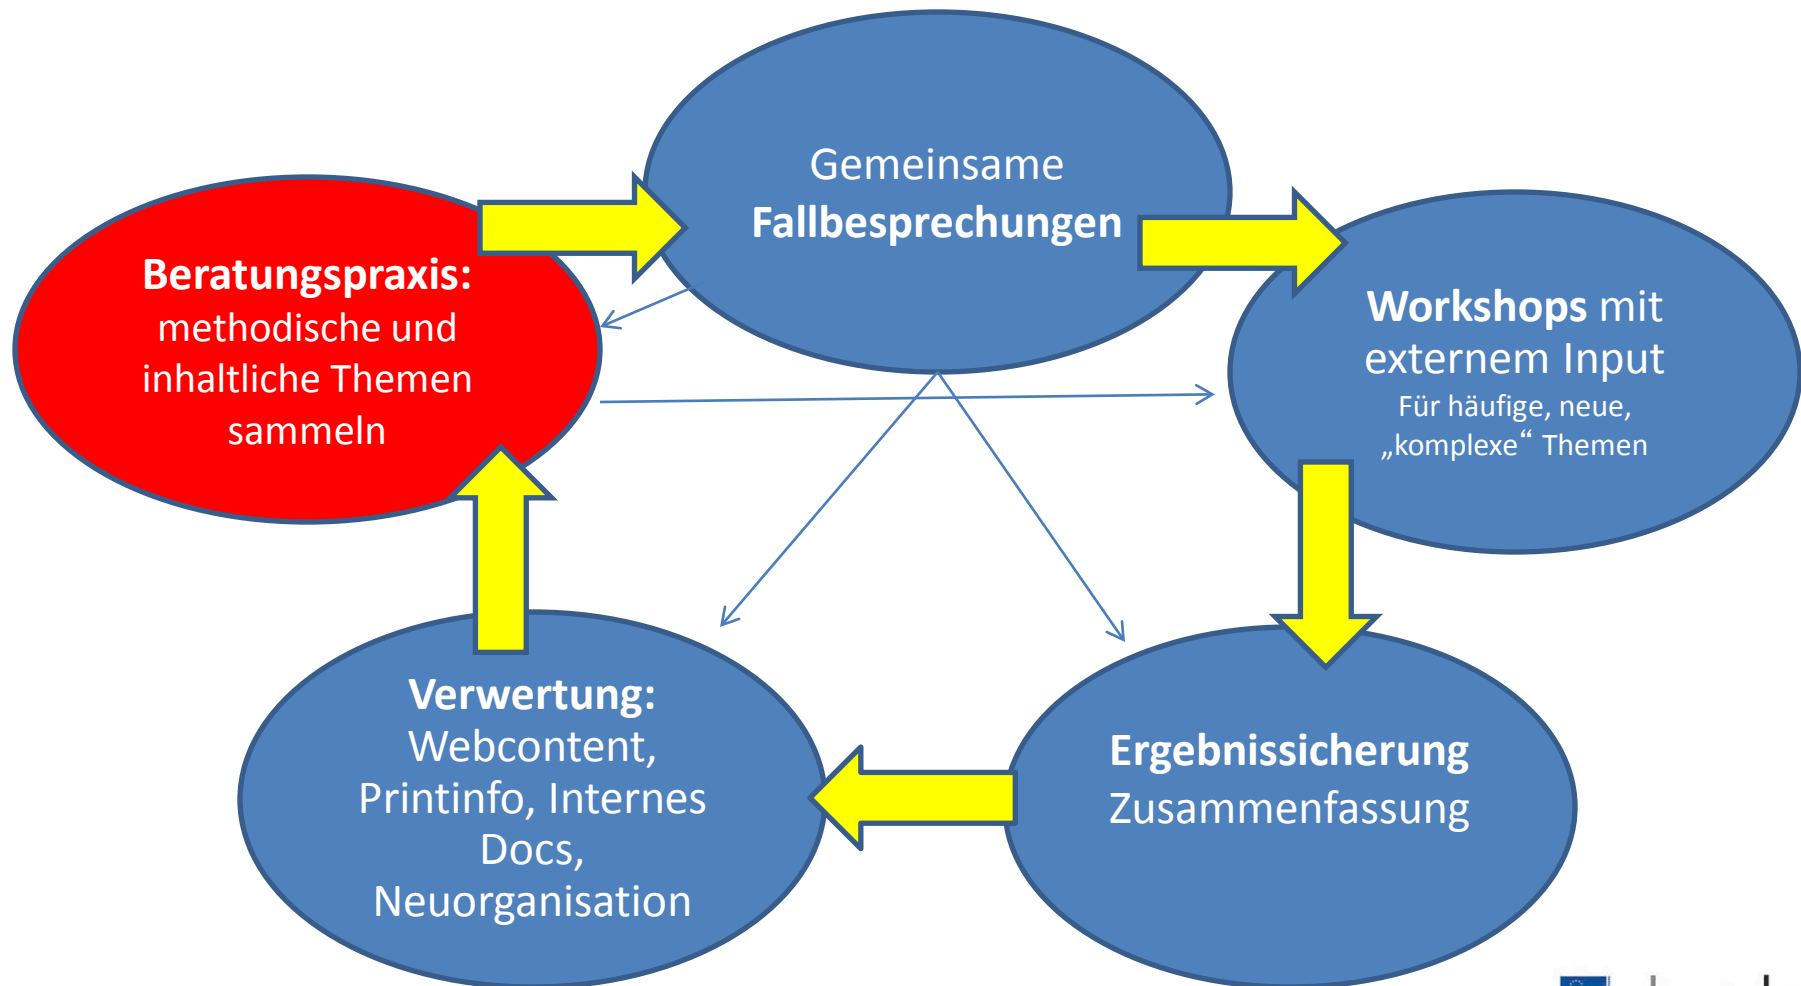 Gemeinsame
Fallbesprechungen
Beratungspraxis:
methodische und
inhaltliche Themen
sammeln
Workshops mit
externem Input
Für häufige, neue,
„komplexe“ Themen
Verwertung:
Webcontent,
Printinfo, Internes
Docs,
Neuorganisation
Ergebnissicherung
Zusammenfassung